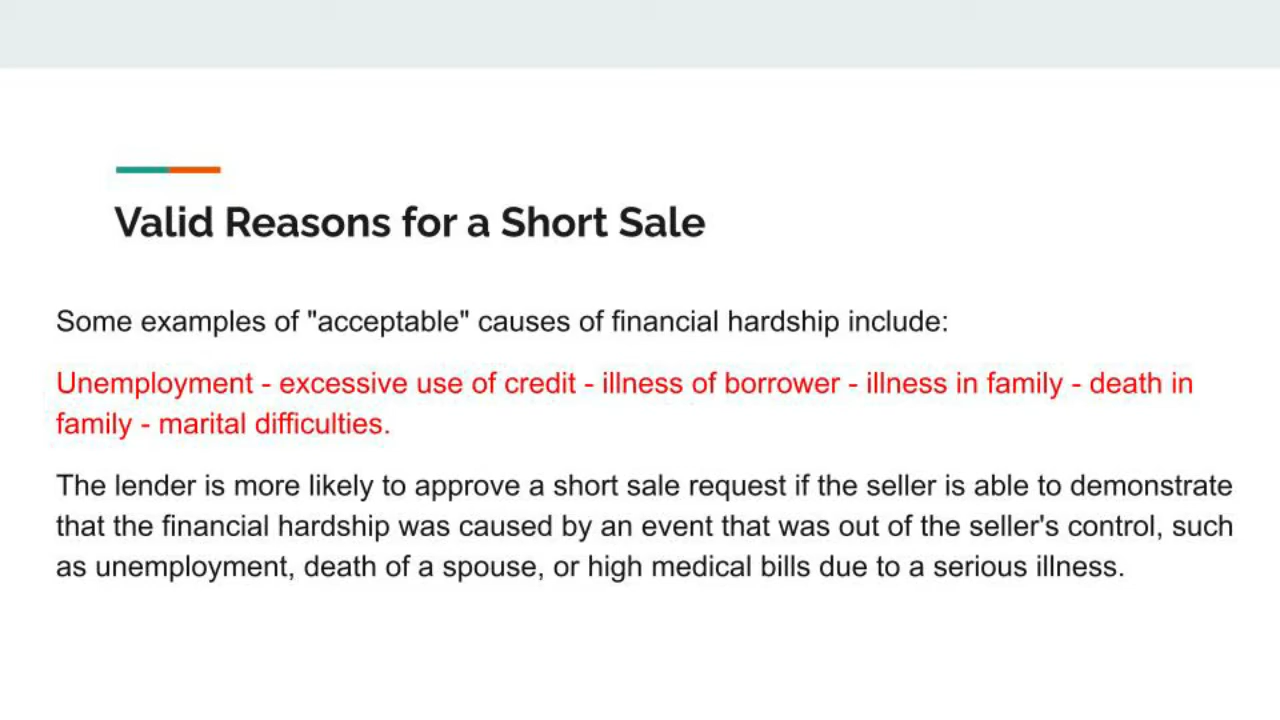 Valid Reasons for a Short Sale
Some examples of "acceptable" causes of financial hardship include:
Unemployment - excessive use of credit - illness of borrower - illness in family - death in
family - marital difficulties.
The lender is more likely to approve a short sale request if the seller is able to demonstrate
that the financial hardship was caused by an event that was out of the seller's control, such
as unemployment, death of a spouse, or high medical bills due to a serious illness.